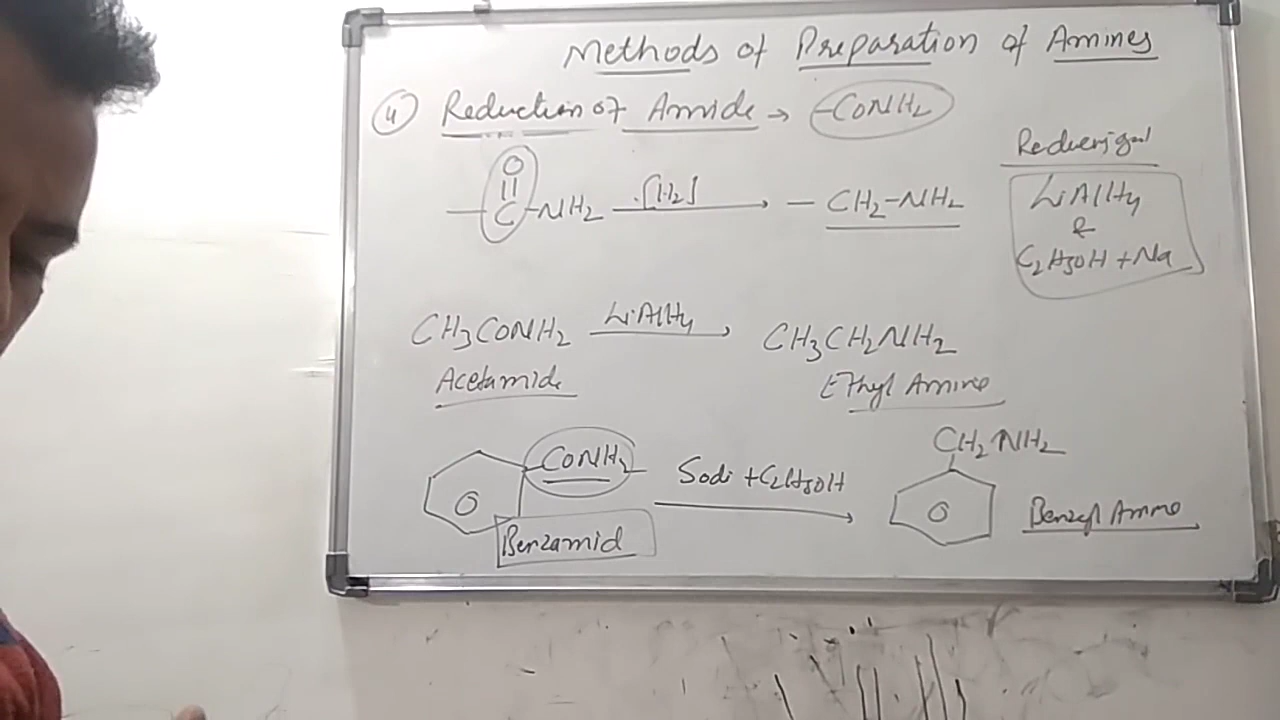 Methods of Preparation of Amines
4 Reduction of Amide → -CONH2
O
|| Reducing
-C-NH2 [H2] → -CH2-NH2 LiAlH4
&
C2H5OH + Na
CH3CONH2 LiAlH4 → CH3CH2NH2
Acetamide Ethyl Amine
CONH2 Sodi + C2H5OH → CH2NH2
Benzamid Benzyl Amine